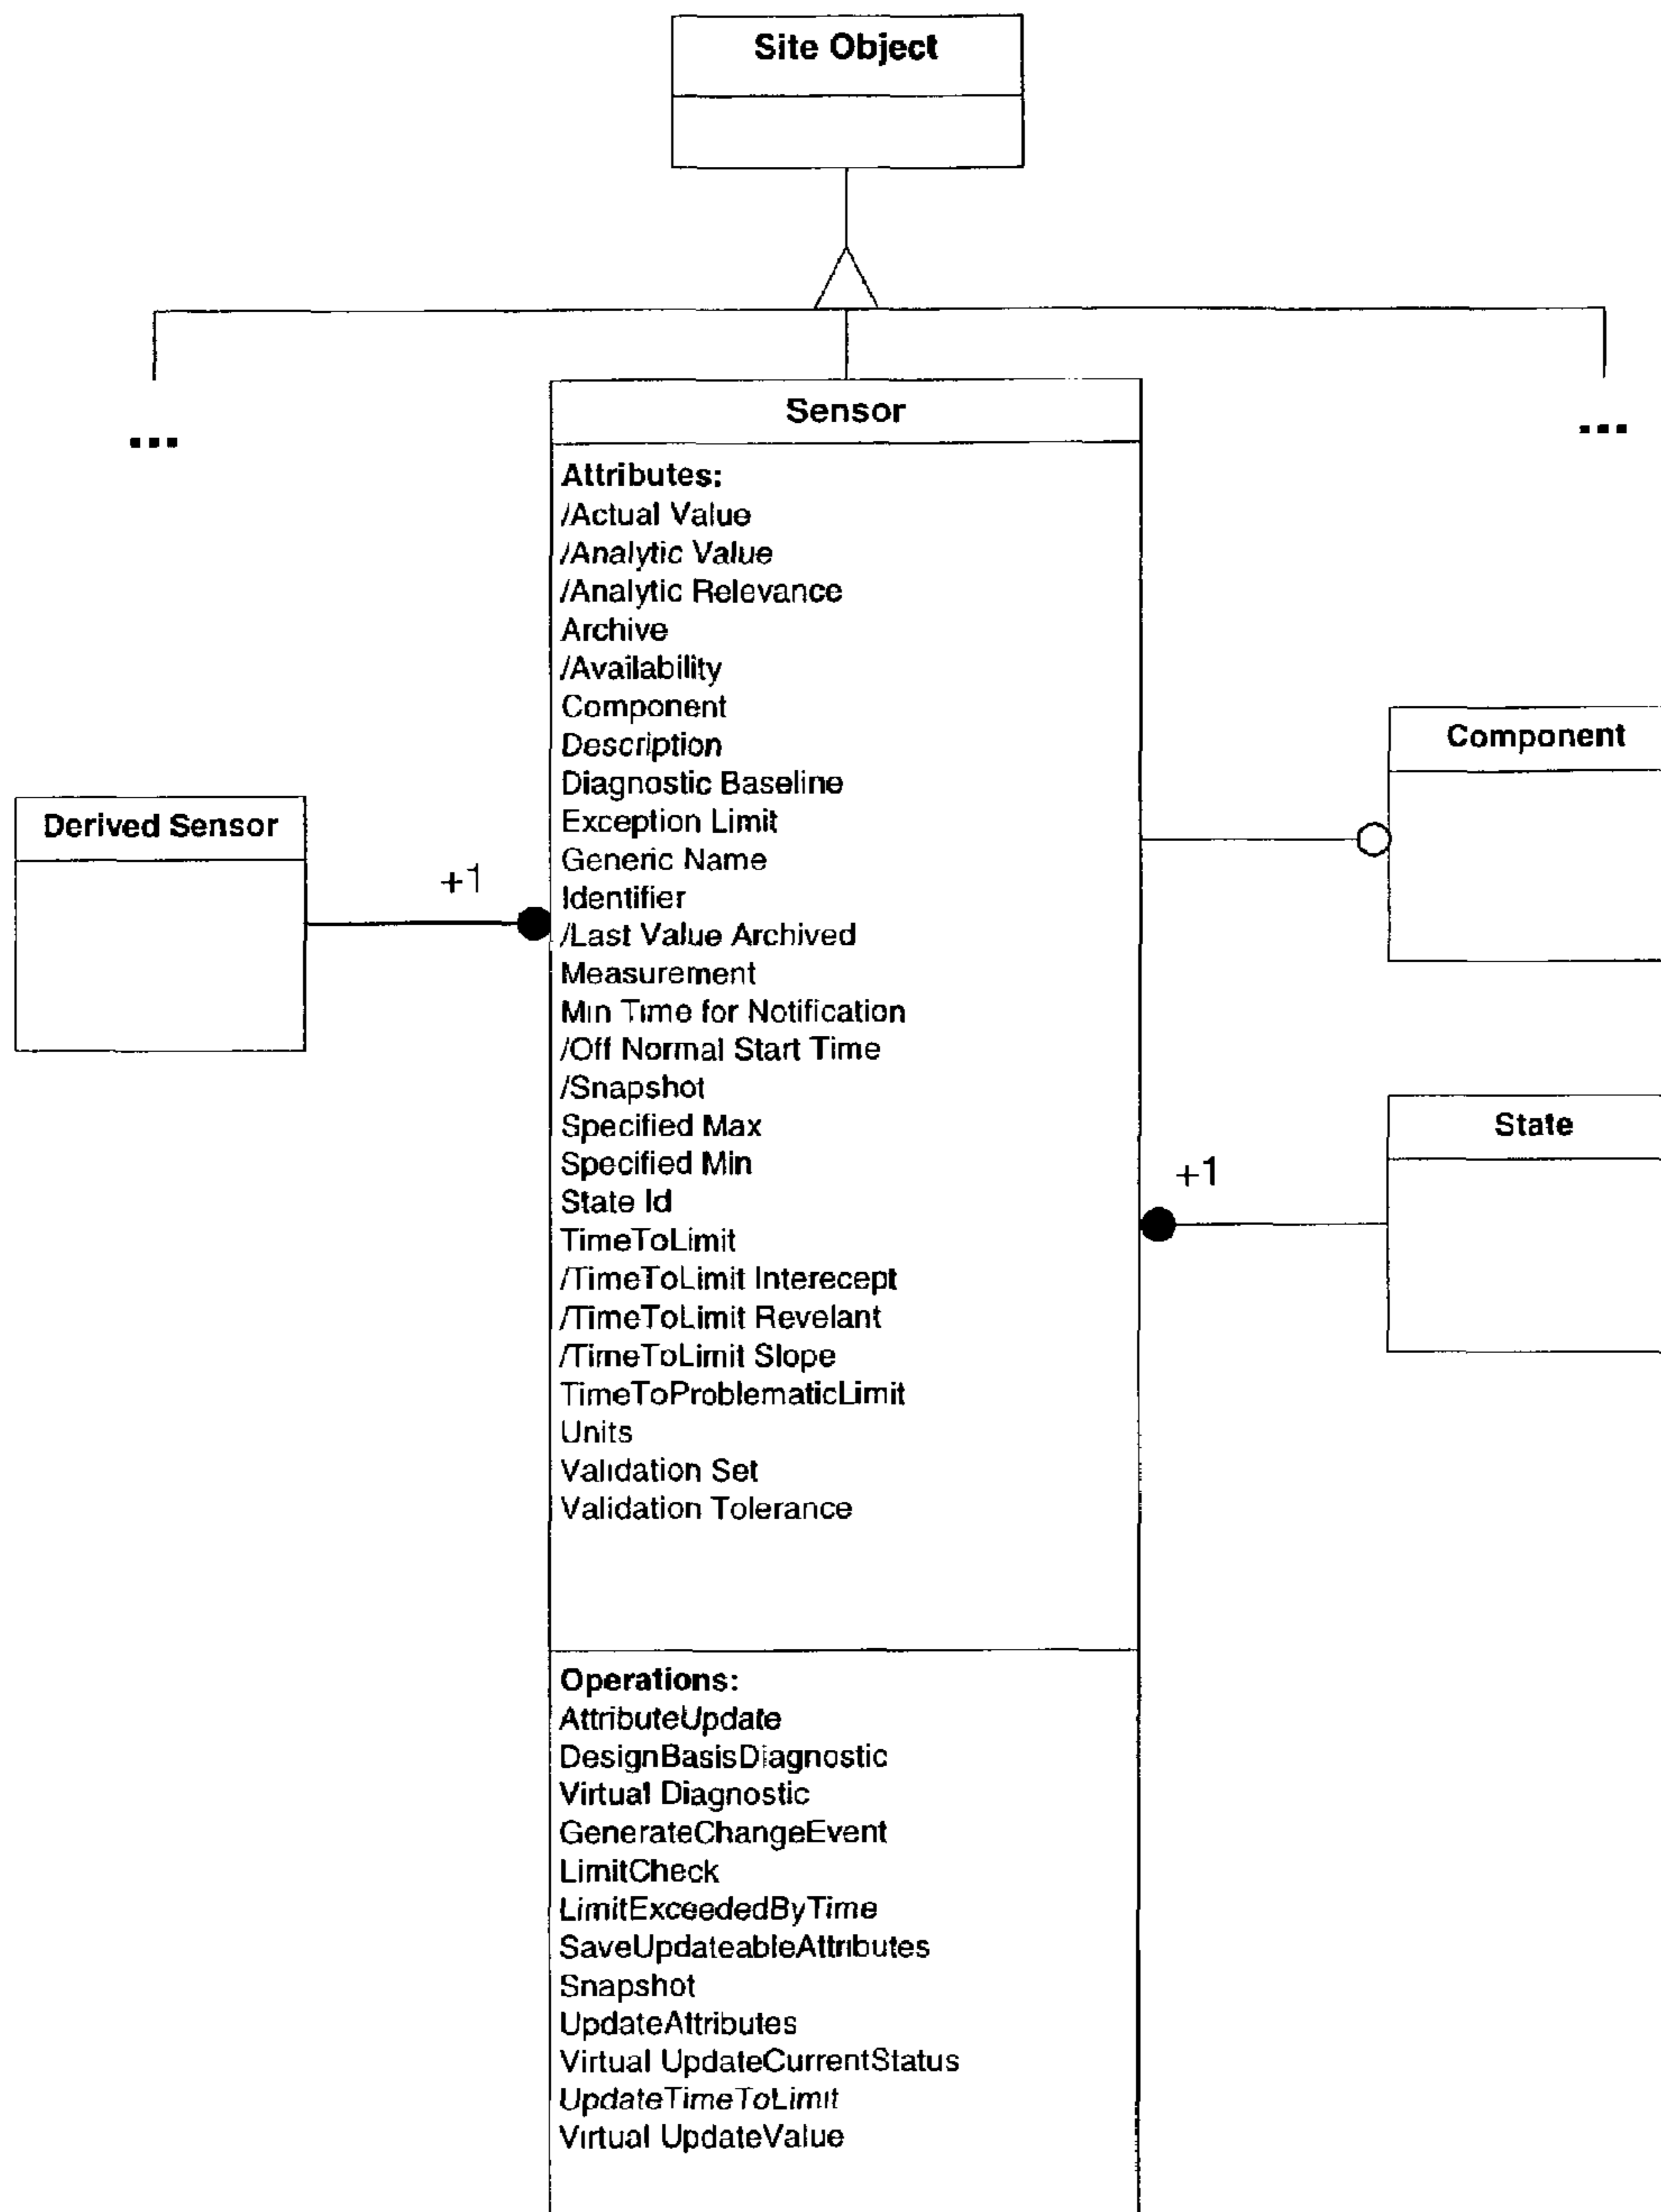 Site Object
...
...
Sensor
Attributes:
/Actual Value
/Analytic Value
/Analytic Relevance
Archive
/Availability
Component
Description
Diagnostic Baseline
Exception Limit
Generic Name
Identifier
/Last Value Archived
Measurement
Min Time for Notification
/Off Normal Start Time
/Snapshot
Specified Max
Specified Min
State Id
TimeToLimit
/TimeToLimit Interecept
/TimeToLimit Revelant
/TimeToLimit Slope
TimeToProblematicLimit
Units
Validation Set
Validation Tolerance
Operations:
AttributeUpdate
DesignBasisDiagnostic
Virtual Diagnostic
GenerateChangeEvent
LimitCheck
LimitExceededByTime
SaveUpdateableAttributes
Snapshot
UpdateAttributes
Virtual UpdateCurrentStatus
UpdateTimeToLimit
Virtual UpdateValue
Derived Sensor
+1
Component
State
+1